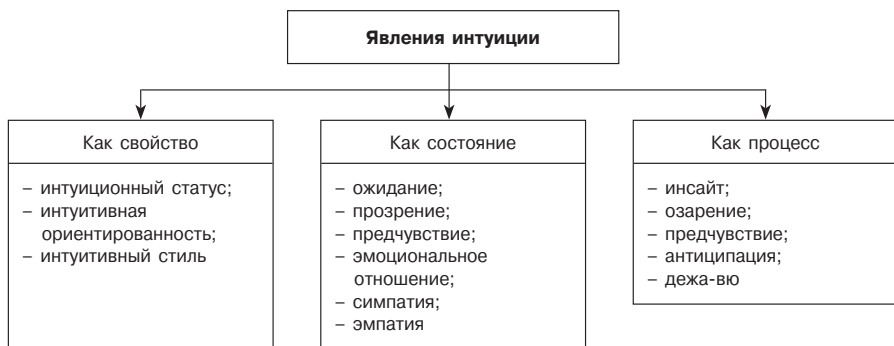 Явления интуиции
Как свойство
– интуиционный статус;
– интуитивная
ориентированность;
– интуитивный стиль
Как состояние
– ожидание;
– прозрение;
– предчувствие;
– эмоциональное
отношение;
– симпатия;
– эмпатия
Как процесс
– инсайт;
– озарение;
– предчувствие;
– антиципация;
– дежа-вю